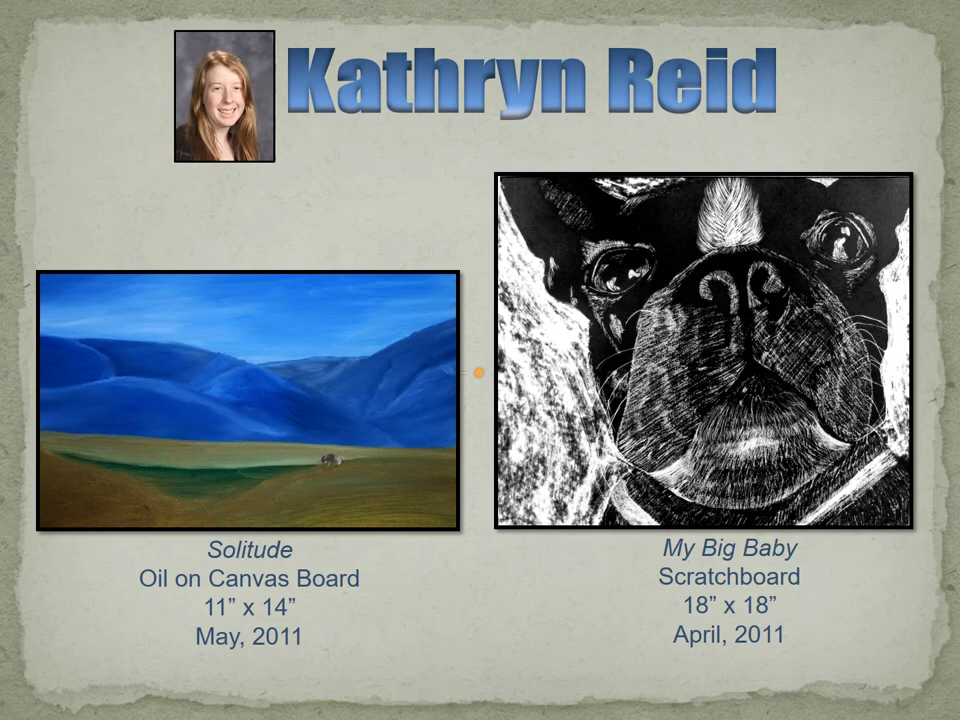 Kathryn Reid
Solitude
Oil on Canvas Board
11” x 14”
May, 2011
My Big Baby
Scratchboard
18” x 18”
April, 2011